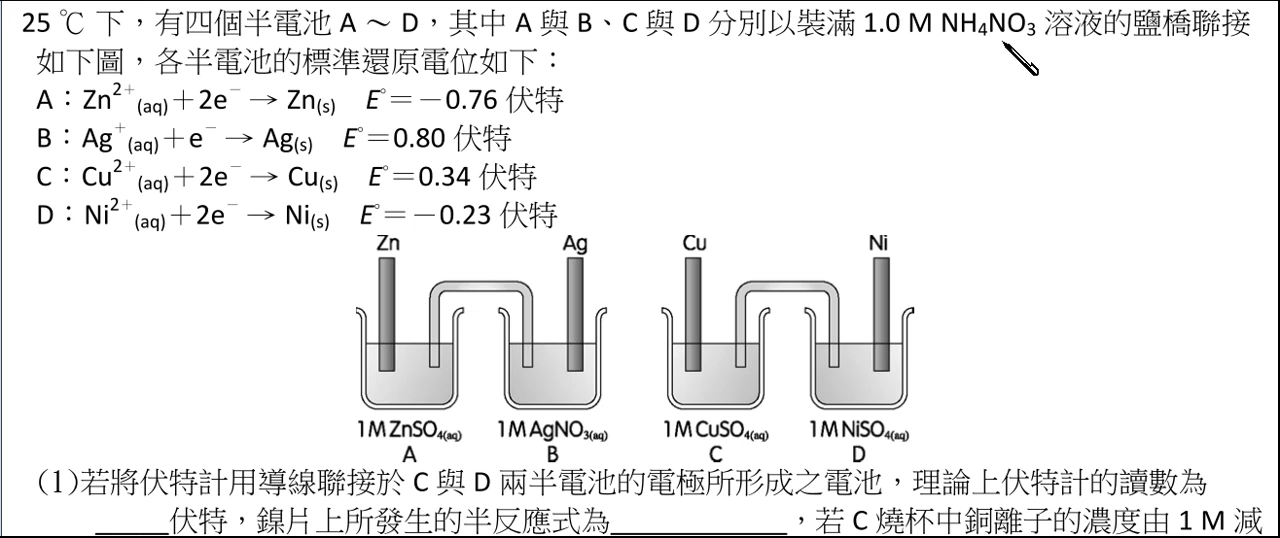 25 ℃ 下，有四個半電池 A ～ D，其中 A 與 B、C 與 D 分別以裝滿 1.0 M NH₄NO₃ 溶液的鹽橋聯接
如下圖，各半電池的標準還原電位如下：
A：Zn²⁺(aq)＋2e⁻ → Zn(s) E°＝－0.76 伏特
B：Ag⁺(aq)＋e⁻ → Ag(s) E°＝0.80 伏特
C：Cu²⁺(aq)＋2e⁻ → Cu(s) E°＝0.34 伏特
D：Ni²⁺(aq)＋2e⁻ → Ni(s) E°＝－0.23 伏特
Zn Ag Cu Ni
1M ZnSO₄(aq) 1M AgNO₃(aq) 1M CuSO₄(aq) 1M NiSO₄(aq)
A B C D
(1)若將伏特計用導線聯接於 C 與 D 兩半電池的電極所形成之電池，理論上伏特計的讀數為
______伏特，鎳片上所發生的半反應式為______________，若 C 燒杯中銅離子的濃度由 1 M 減